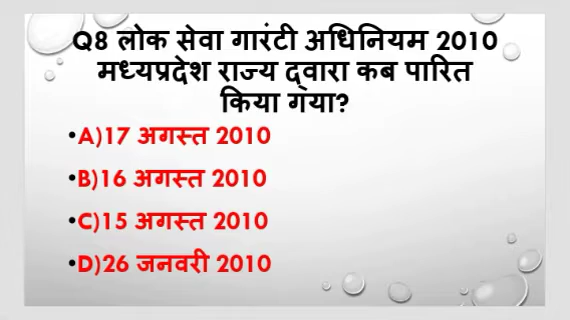 Q8 लोक सेवा गारंटी अधिनियम 2010
मध्यप्रदेश राज्य द्वारा कब पारित
किया गया?
•A)17 अगस्त 2010
•B)16 अगस्त 2010
•C)15 अगस्त 2010
•D)26 जनवरी 2010